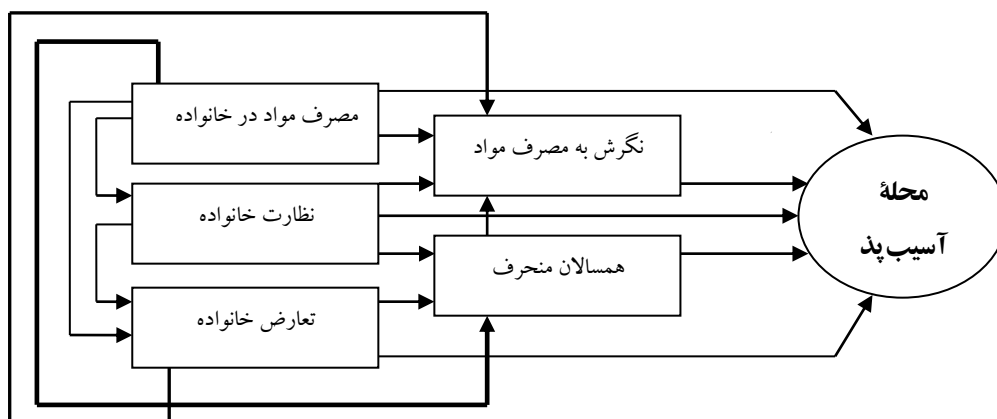 مصرف مواد در خانواده
نگرش به مصرف مواد
نظارت خانواده
همسالان منحرف
تعارض خانواده
محلهٔ
آسیب‌پذ